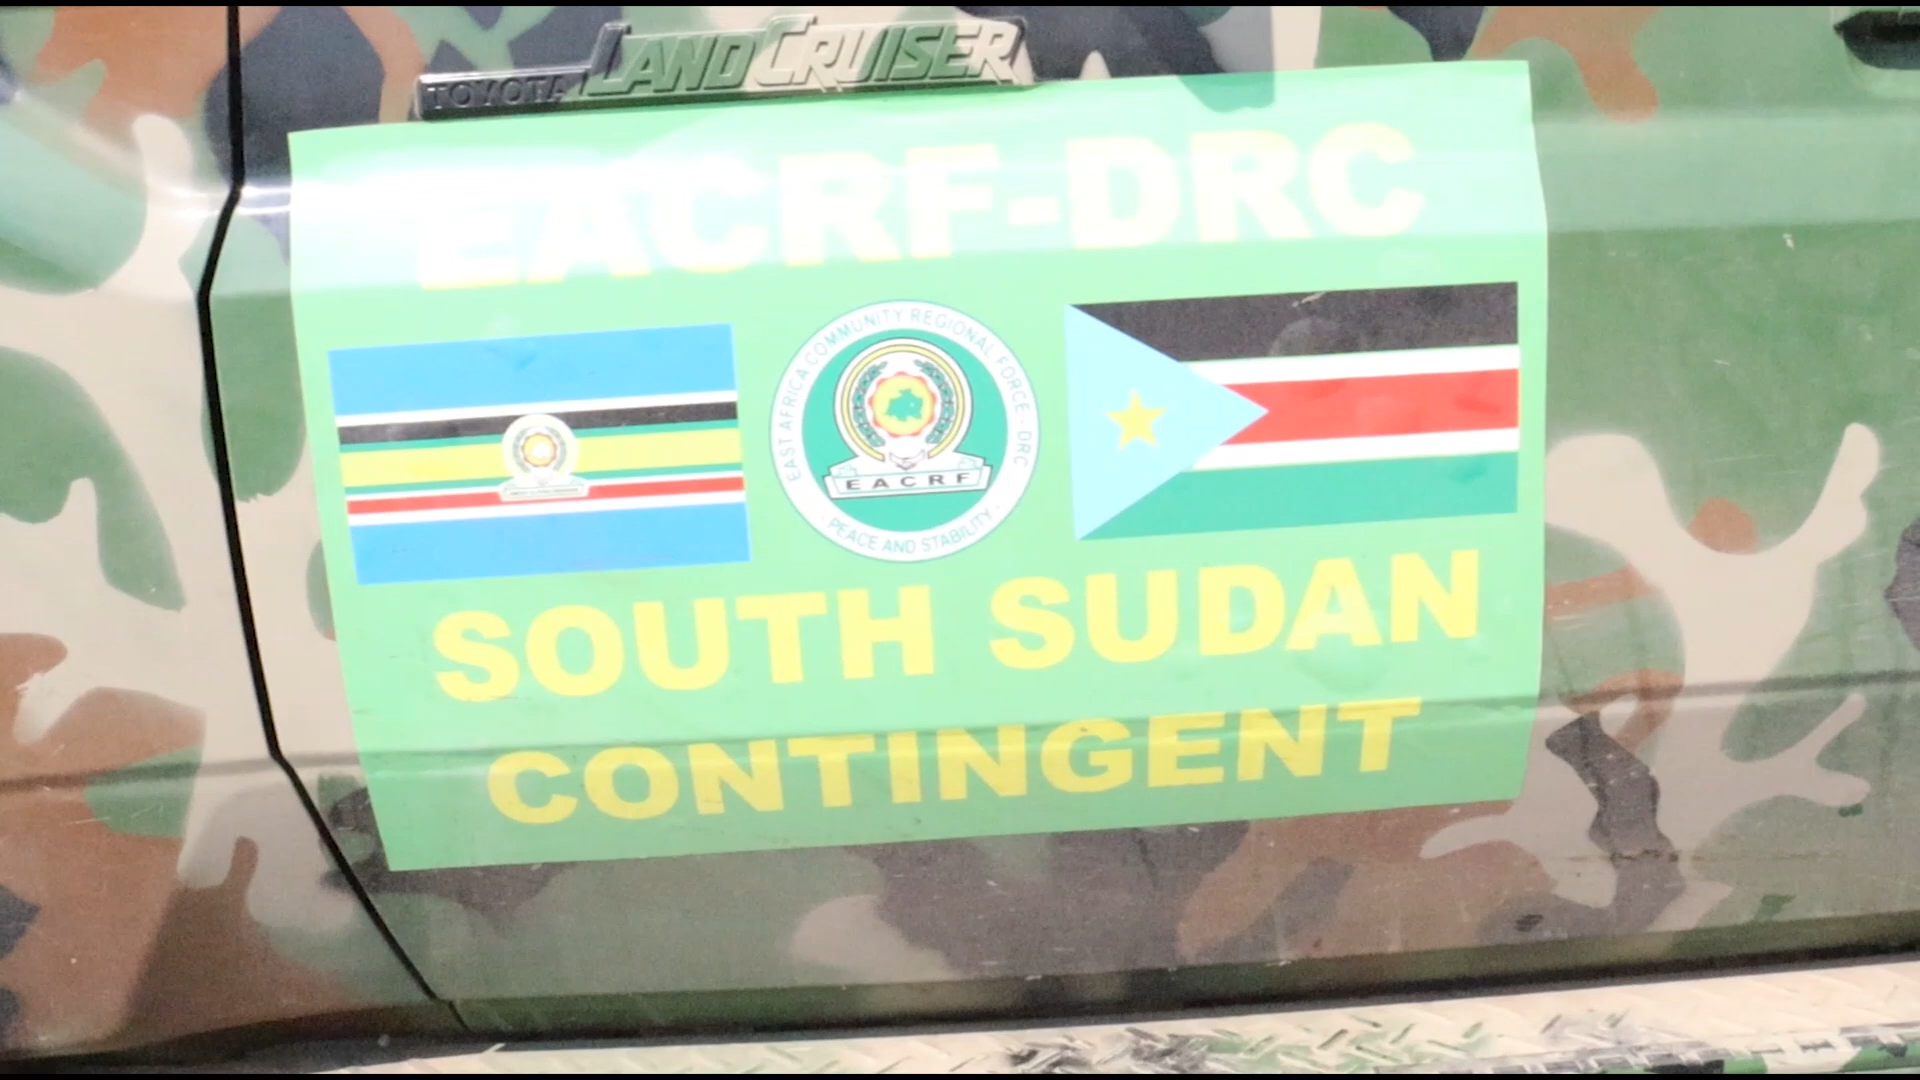 TOYOTA LANDCRUISER
EACRF-DRC
EAST AFRICA COMMUNITY REGIONAL FORCE-DRC
EACRF
· PEACE AND STABILITY ·
SOUTH SUDAN
CONTINGENT